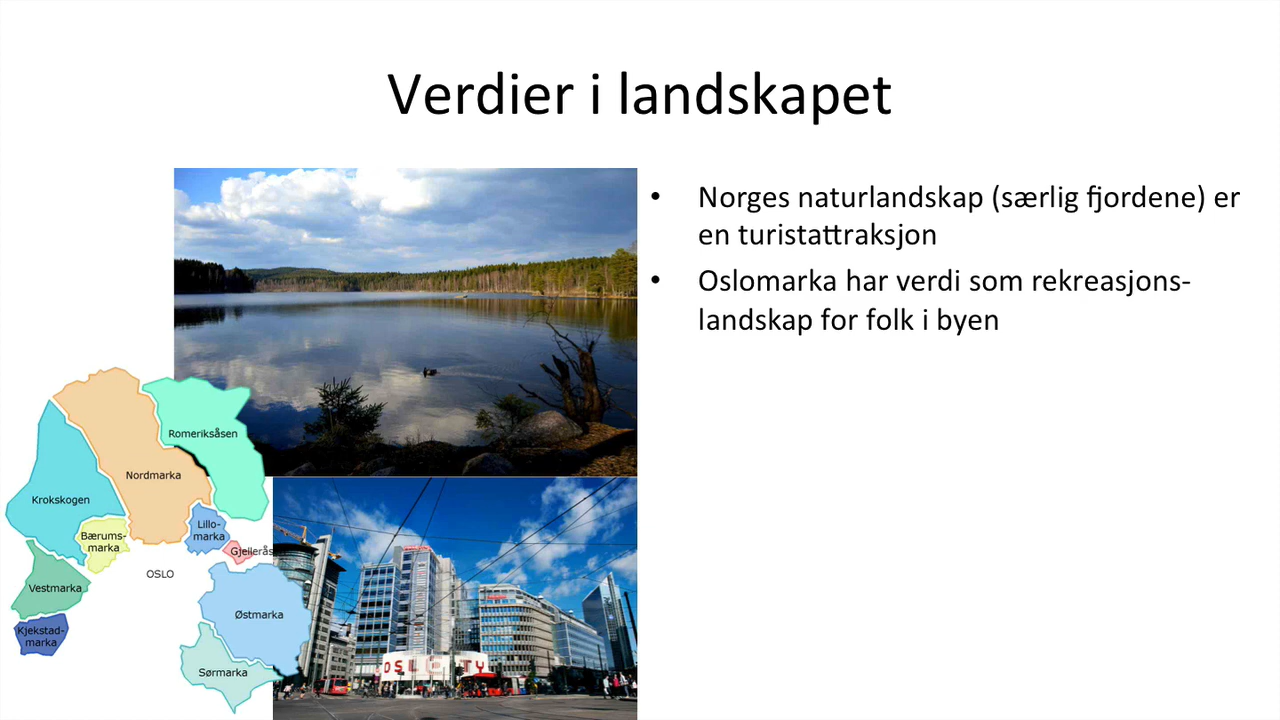 Verdier i landskapet
• Norges naturlandskap (særlig fjordene) er
en turistattraksjon
• Oslomarka har verdi som rekreasjons-
landskap for folk i byen
Romeriksåsen
Nordmarka
Krokskogen
Lillo-
marka
Bærums-
marka
Gjelleråsen
OSLO
Vestmarka
Østmarka
Kjekstad-
marka
Sørmarka
OSLO CITY